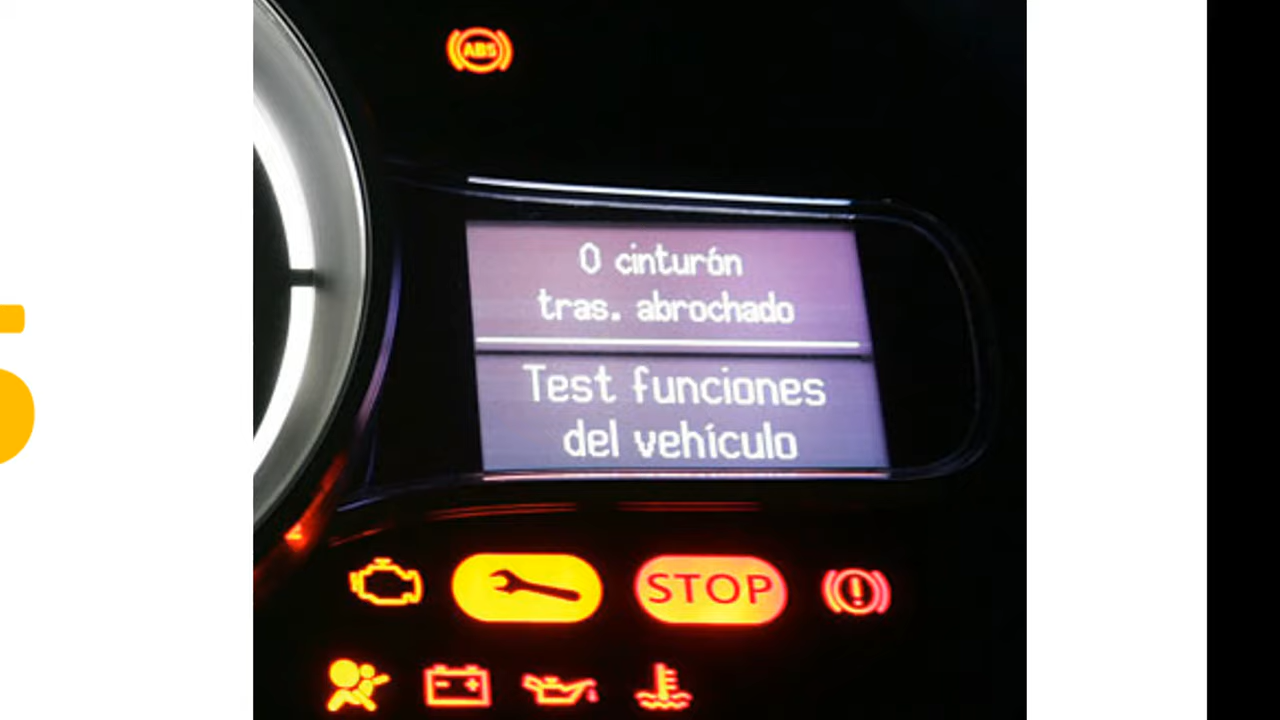 ABS
0 cinturón
tras. abrochado
Test funciones
del vehículo
STOP